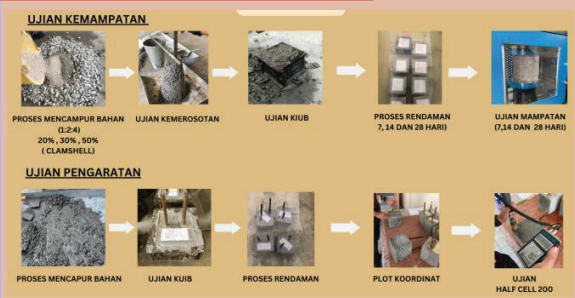 UJIAN KEMAMPATAN
PROSES MENCAMPUR BAHAN
(1:2:4)
20% , 30% , 50%
( CLAMSHELL)
UJIAN KEMEROSOTAN
UJIAN KIUB
PROSES RENDAMAN
7, 14 DAN 28 HARI)
UJIAN MAMPATAN
(7,14 DAN 28 HARI)
UJIAN PENGARATAN
PROSES MENCAPUR BAHAN
UJIAN KUIB
PROSES RENDAMAN
PLOT KOORDINAT
UJIAN
HALF CELL 200